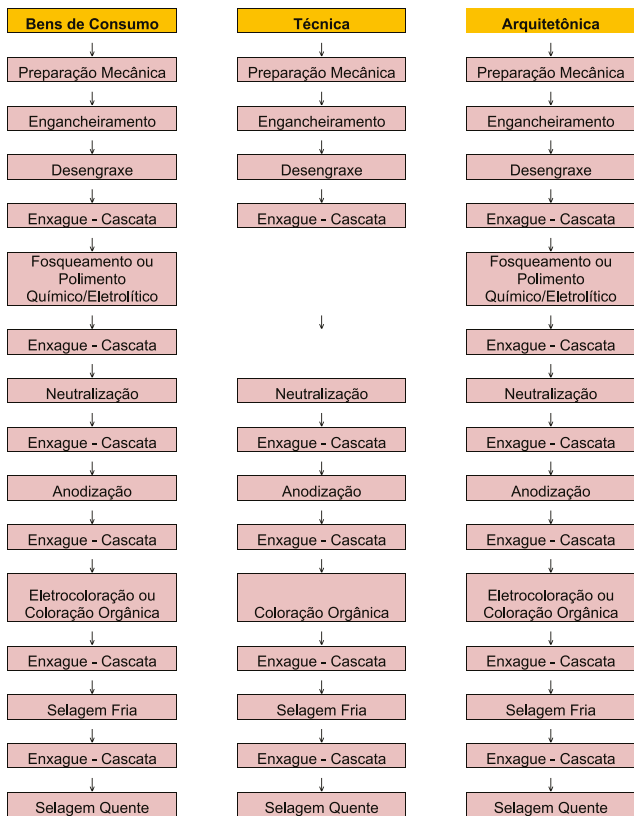 Bens de Consumo
Técnica
Arquitetônica
Preparação Mecânica
Preparação Mecânica
Preparação Mecânica
Engancheiramento
Engancheiramento
Engancheiramento
Desengraxe
Desengraxe
Desengraxe
Enxague - Cascata
Enxague - Cascata
Enxague - Cascata
Fosqueamento ou
Polimento
Químico/Eletrolítico
Fosqueamento ou
Polimento
Químico/Eletrolítico
Enxague - Cascata
Enxague - Cascata
Neutralização
Neutralização
Neutralização
Enxague - Cascata
Enxague - Cascata
Enxague - Cascata
Anodização
Anodização
Anodização
Enxague - Cascata
Enxague - Cascata
Enxague - Cascata
Eletrocoloração ou
Coloração Orgânica
Coloração Orgânica
Eletrocoloração ou
Coloração Orgânica
Enxague - Cascata
Enxague - Cascata
Enxague - Cascata
Selagem Fria
Selagem Fria
Selagem Fria
Enxague - Cascata
Enxague - Cascata
Enxague - Cascata
Selagem Quente
Selagem Quente
Selagem Quente